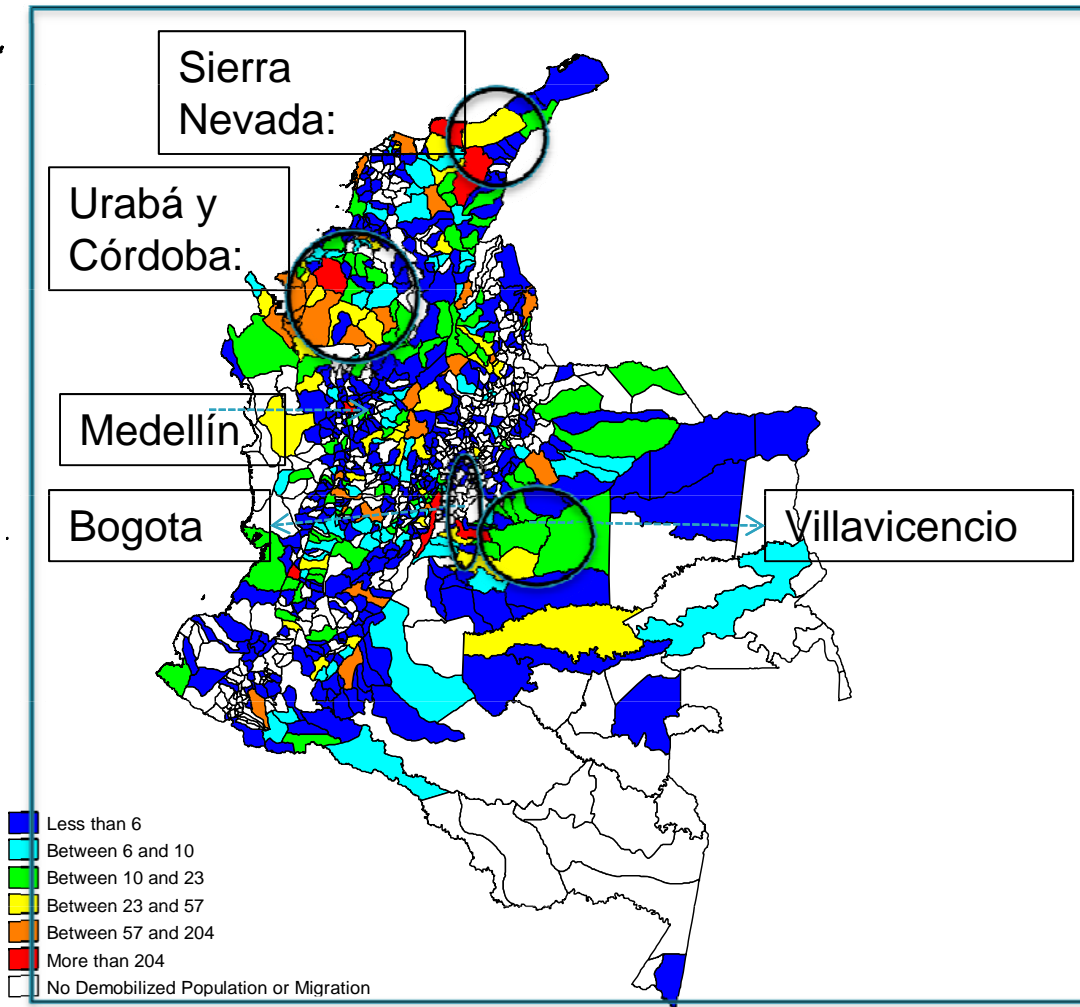 Sierra
Nevada:
Urabá y
Córdoba:
Medellín
Bogota
Villavicencio
Less than 6
Between 6 and 10
Between 10 and 23
Between 23 and 57
Between 57 and 204
More than 204
No Demobilized Population or Migration